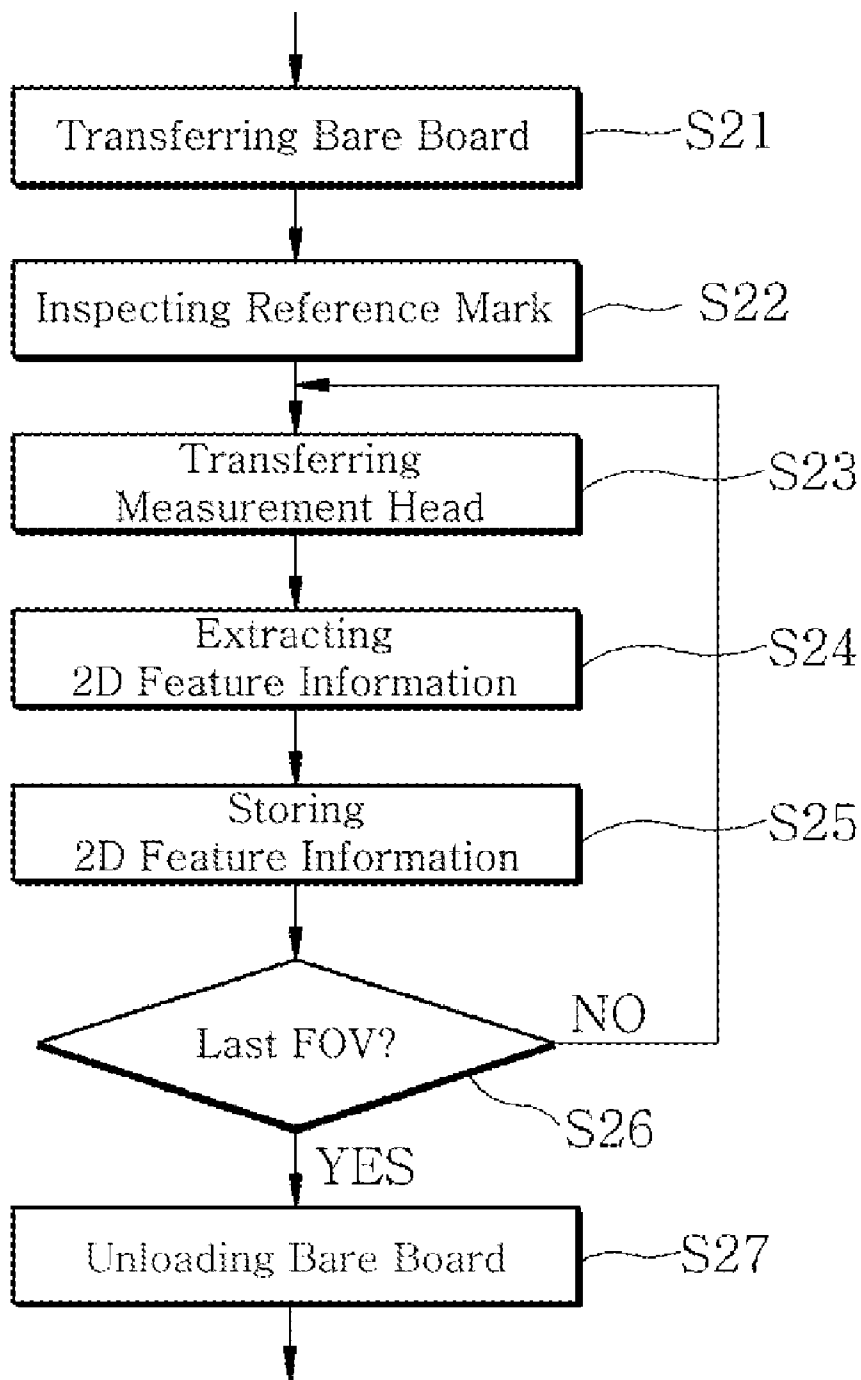 Transferring Bare Board
S21
Inspecting Reference Mark
S22
Transferring
Measurement Head
S23
Extracting
2D Feature Information
S24
Storing
2D Feature Information
S25
Last FOV?
NO
S26
YES
Unloading Bare Board
S27